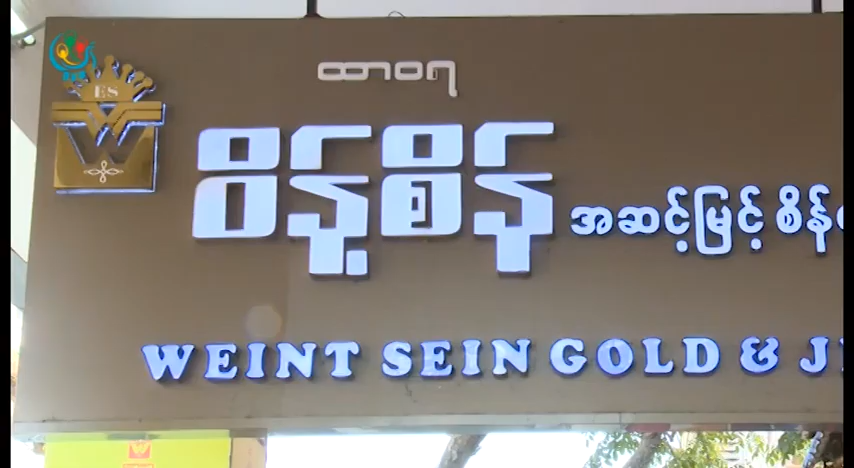 ES
W
ထာဝရ
ဝိန့်စိန်
အဆင့်မြင့် စိန်
WEINT SEIN GOLD & J